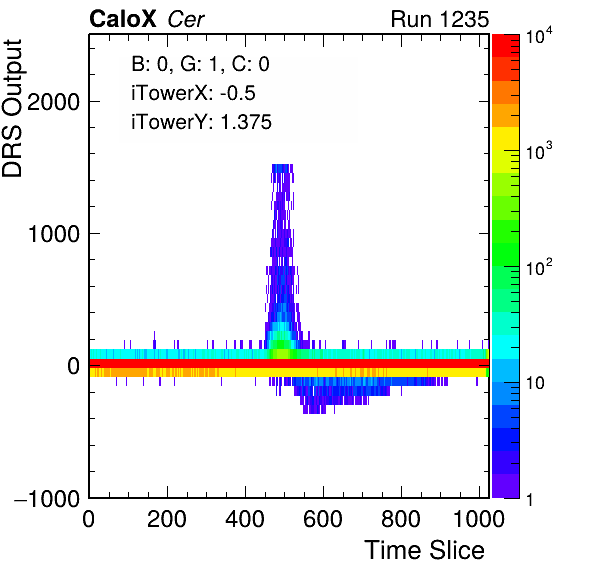 CaloX Cer Run 1235
B: 0, G: 1, C: 0
iTowerX: -0.5
iTowerY: 1.375
DRS Output
2000
1000
0
−1000
0 200 400 600 800 1000
Time Slice
10^4
10^3
10^2
10
1